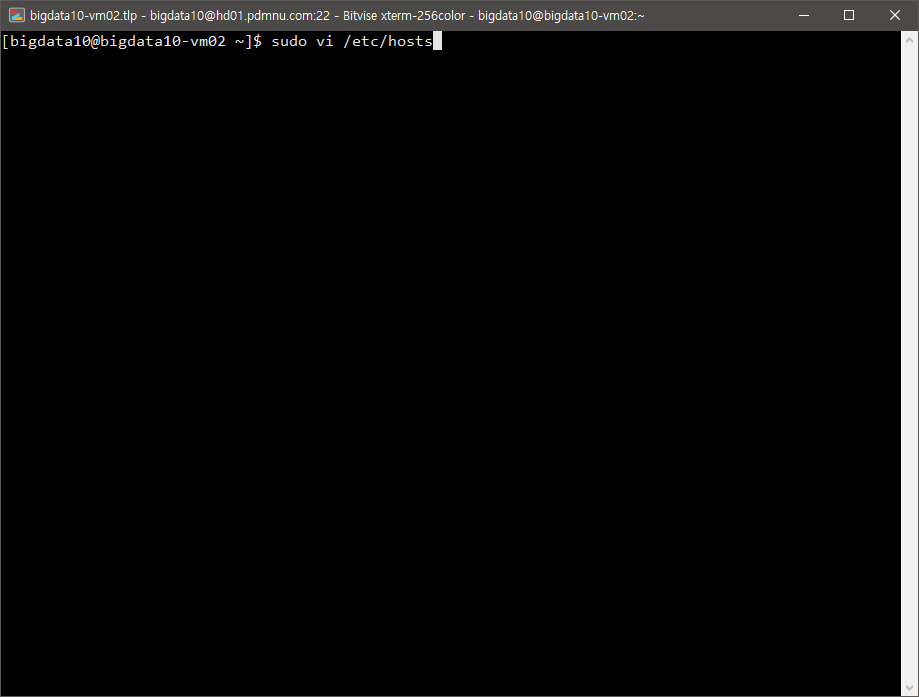 bigdata10-vm02.tlp - bigdata10@hd01.pdmnu.com:22 - Bitvise xterm-256color - bigdata10@bigdata10-vm02:~
[bigdata10@bigdata10-vm02 ~]$ sudo vi /etc/hosts